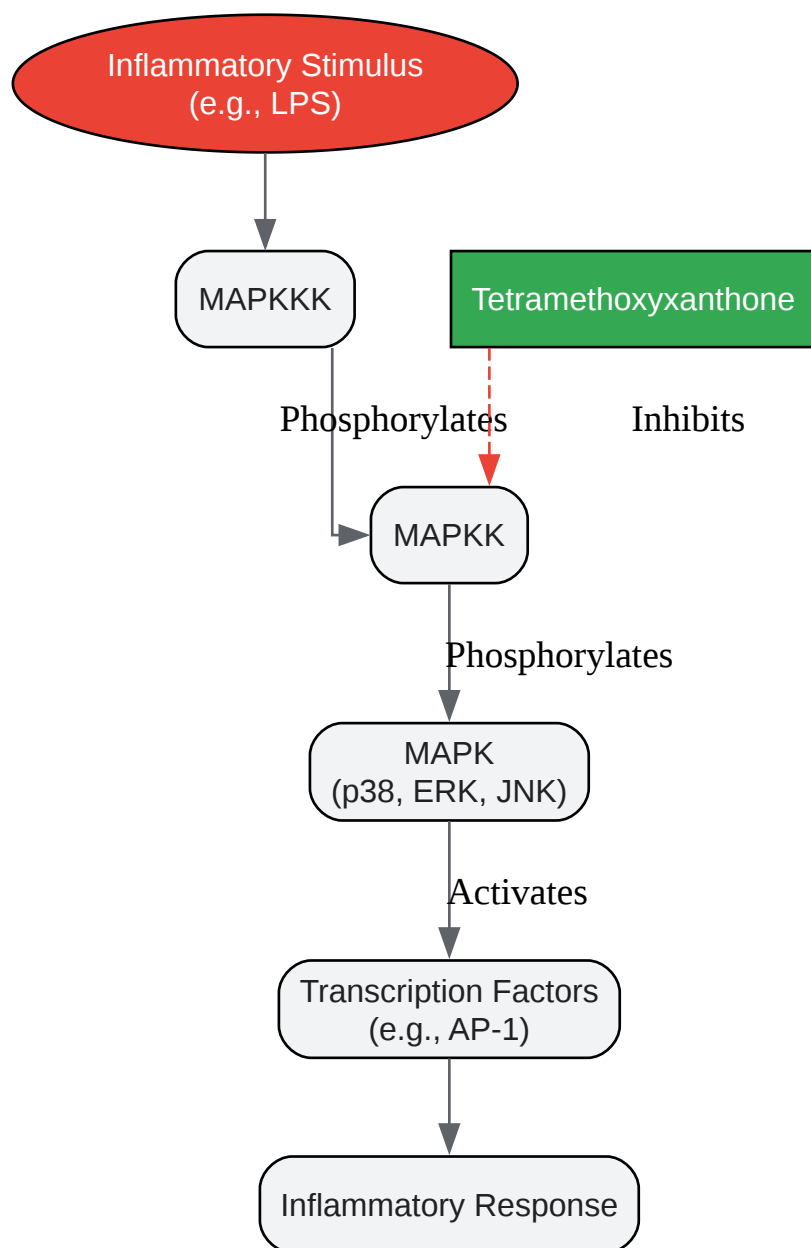 Inflammatory Stimulus
(e.g., LPS)
MAPKKK
Tetramethoxyxanthone
Phosphorylates
Inhibits
MAPKK
Phosphorylates
MAPK
(p38, ERK, JNK)
Activates
Transcription Factors
(e.g., AP-1)
Inflammatory Response